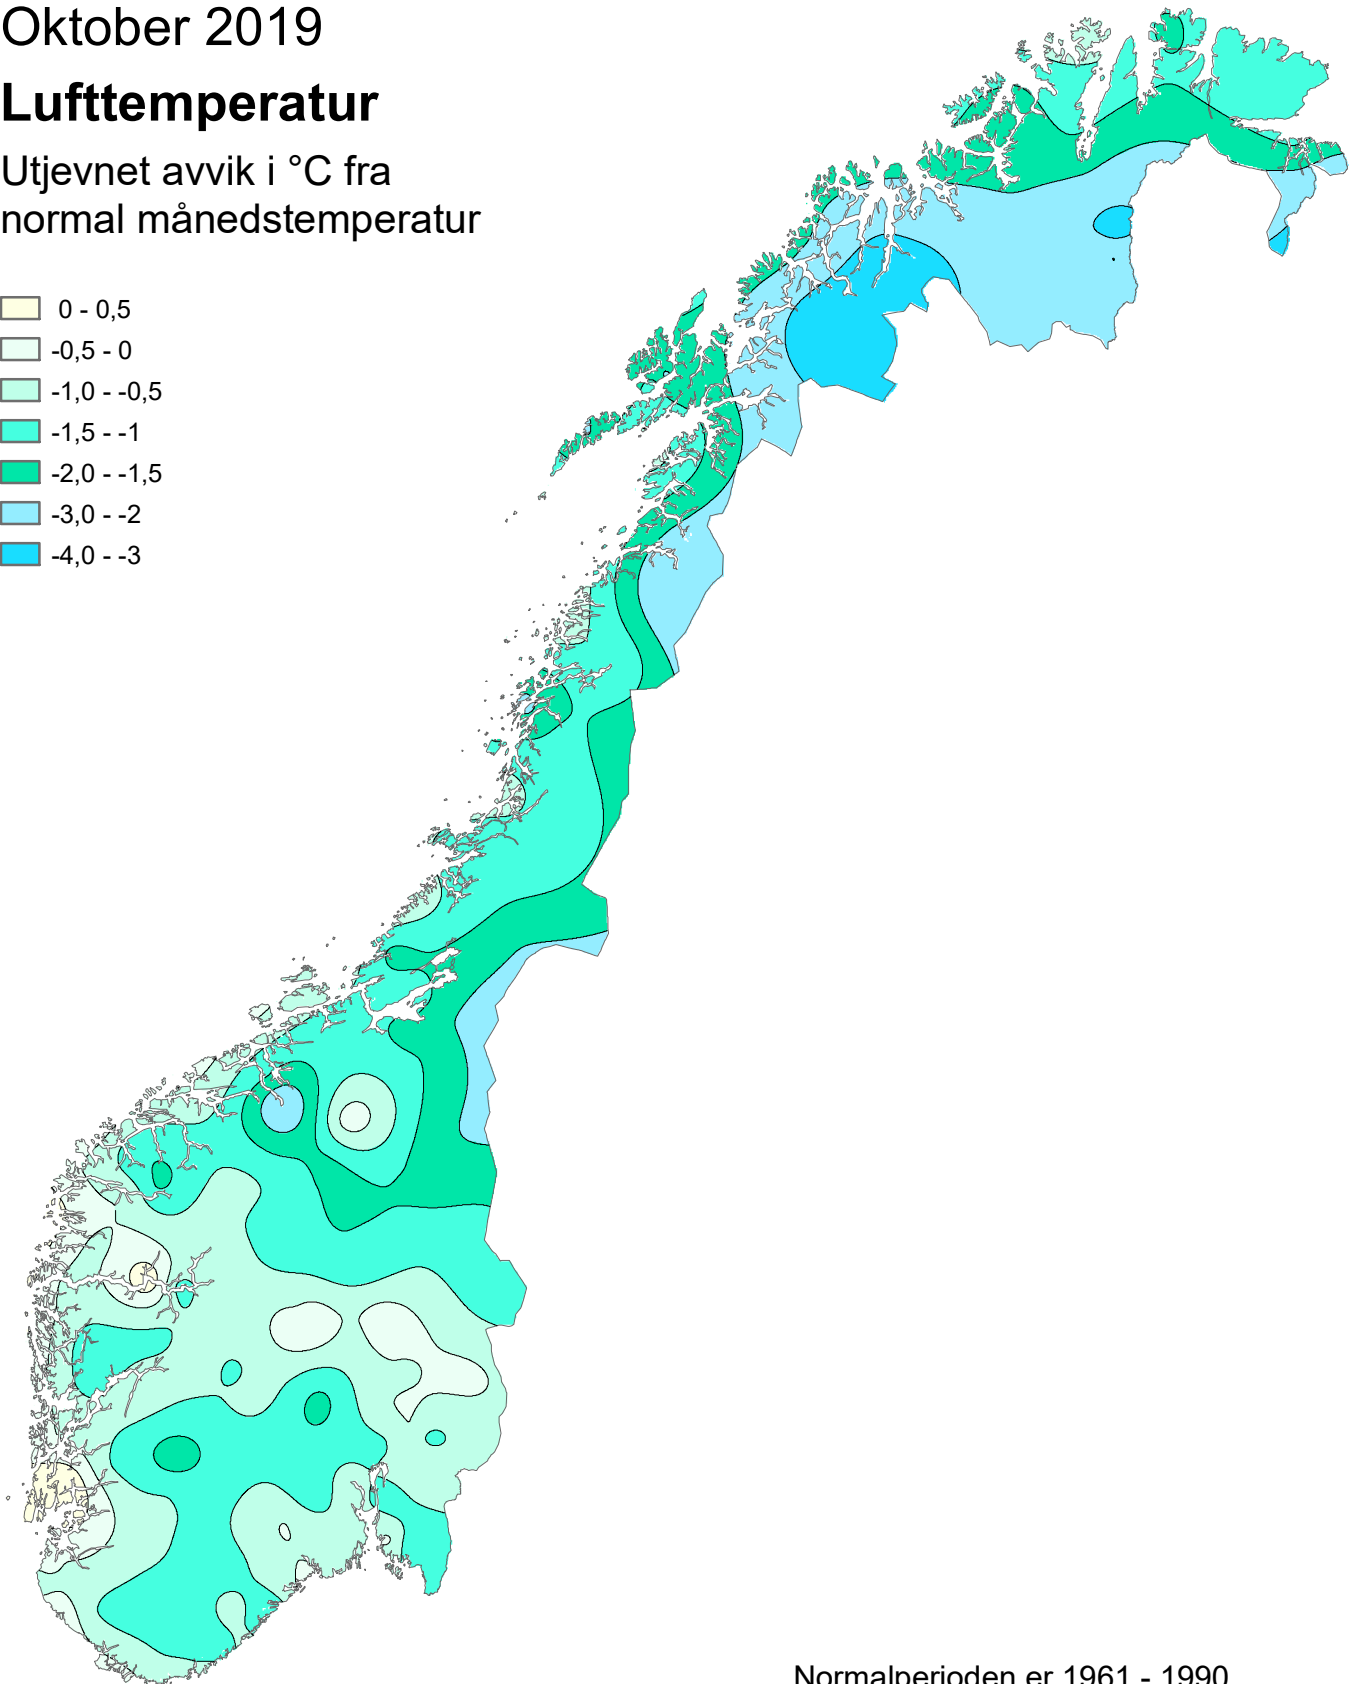 Oktober 2019
Lufttemperatur
Utjevnet avvik i °C fra
normal månedstemperatur
0 - 0,5
-0,5 - 0
-1,0 - -0,5
-1,5 - -1
-2,0 - -1,5
-3,0 - -2
-4,0 - -3
Normalperioden er 1961 - 1990